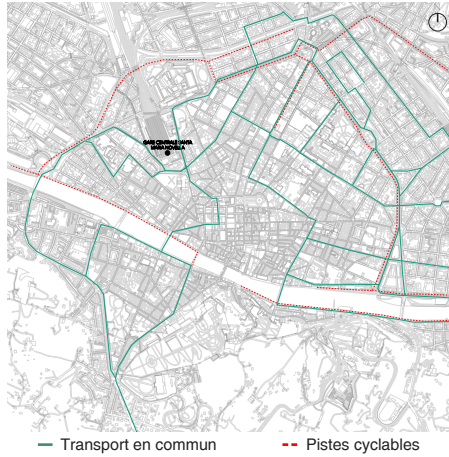 GARE CENTRALE SANTA
MARIA NOVELLA
Transport en commun
Pistes cyclables